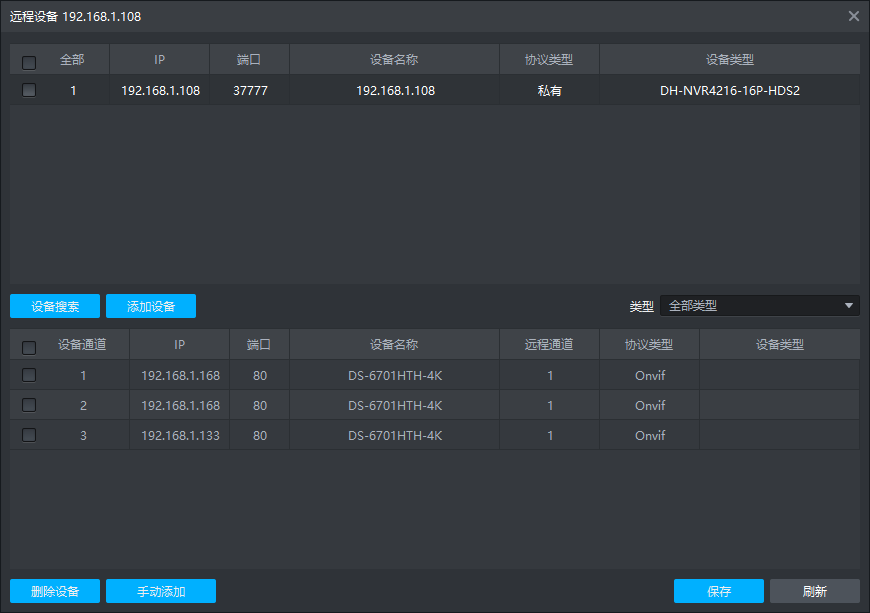 远程设备 192.168.1.108
全部 IP 端口 设备名称 协议类型 设备类型
1 192.168.1.108 37777 192.168.1.108 私有 DH-NVR4216-16P-HDS2
设备搜索 添加设备 类型 全部类型
设备通道 IP 端口 设备名称 远程通道 协议类型 设备类型
1 192.168.1.168 80 DS-6701HTH-4K 1 Onvif
2 192.168.1.168 80 DS-6701HTH-4K 1 Onvif
3 192.168.1.133 80 DS-6701HTH-4K 1 Onvif
删除设备 手动添加 保存 刷新